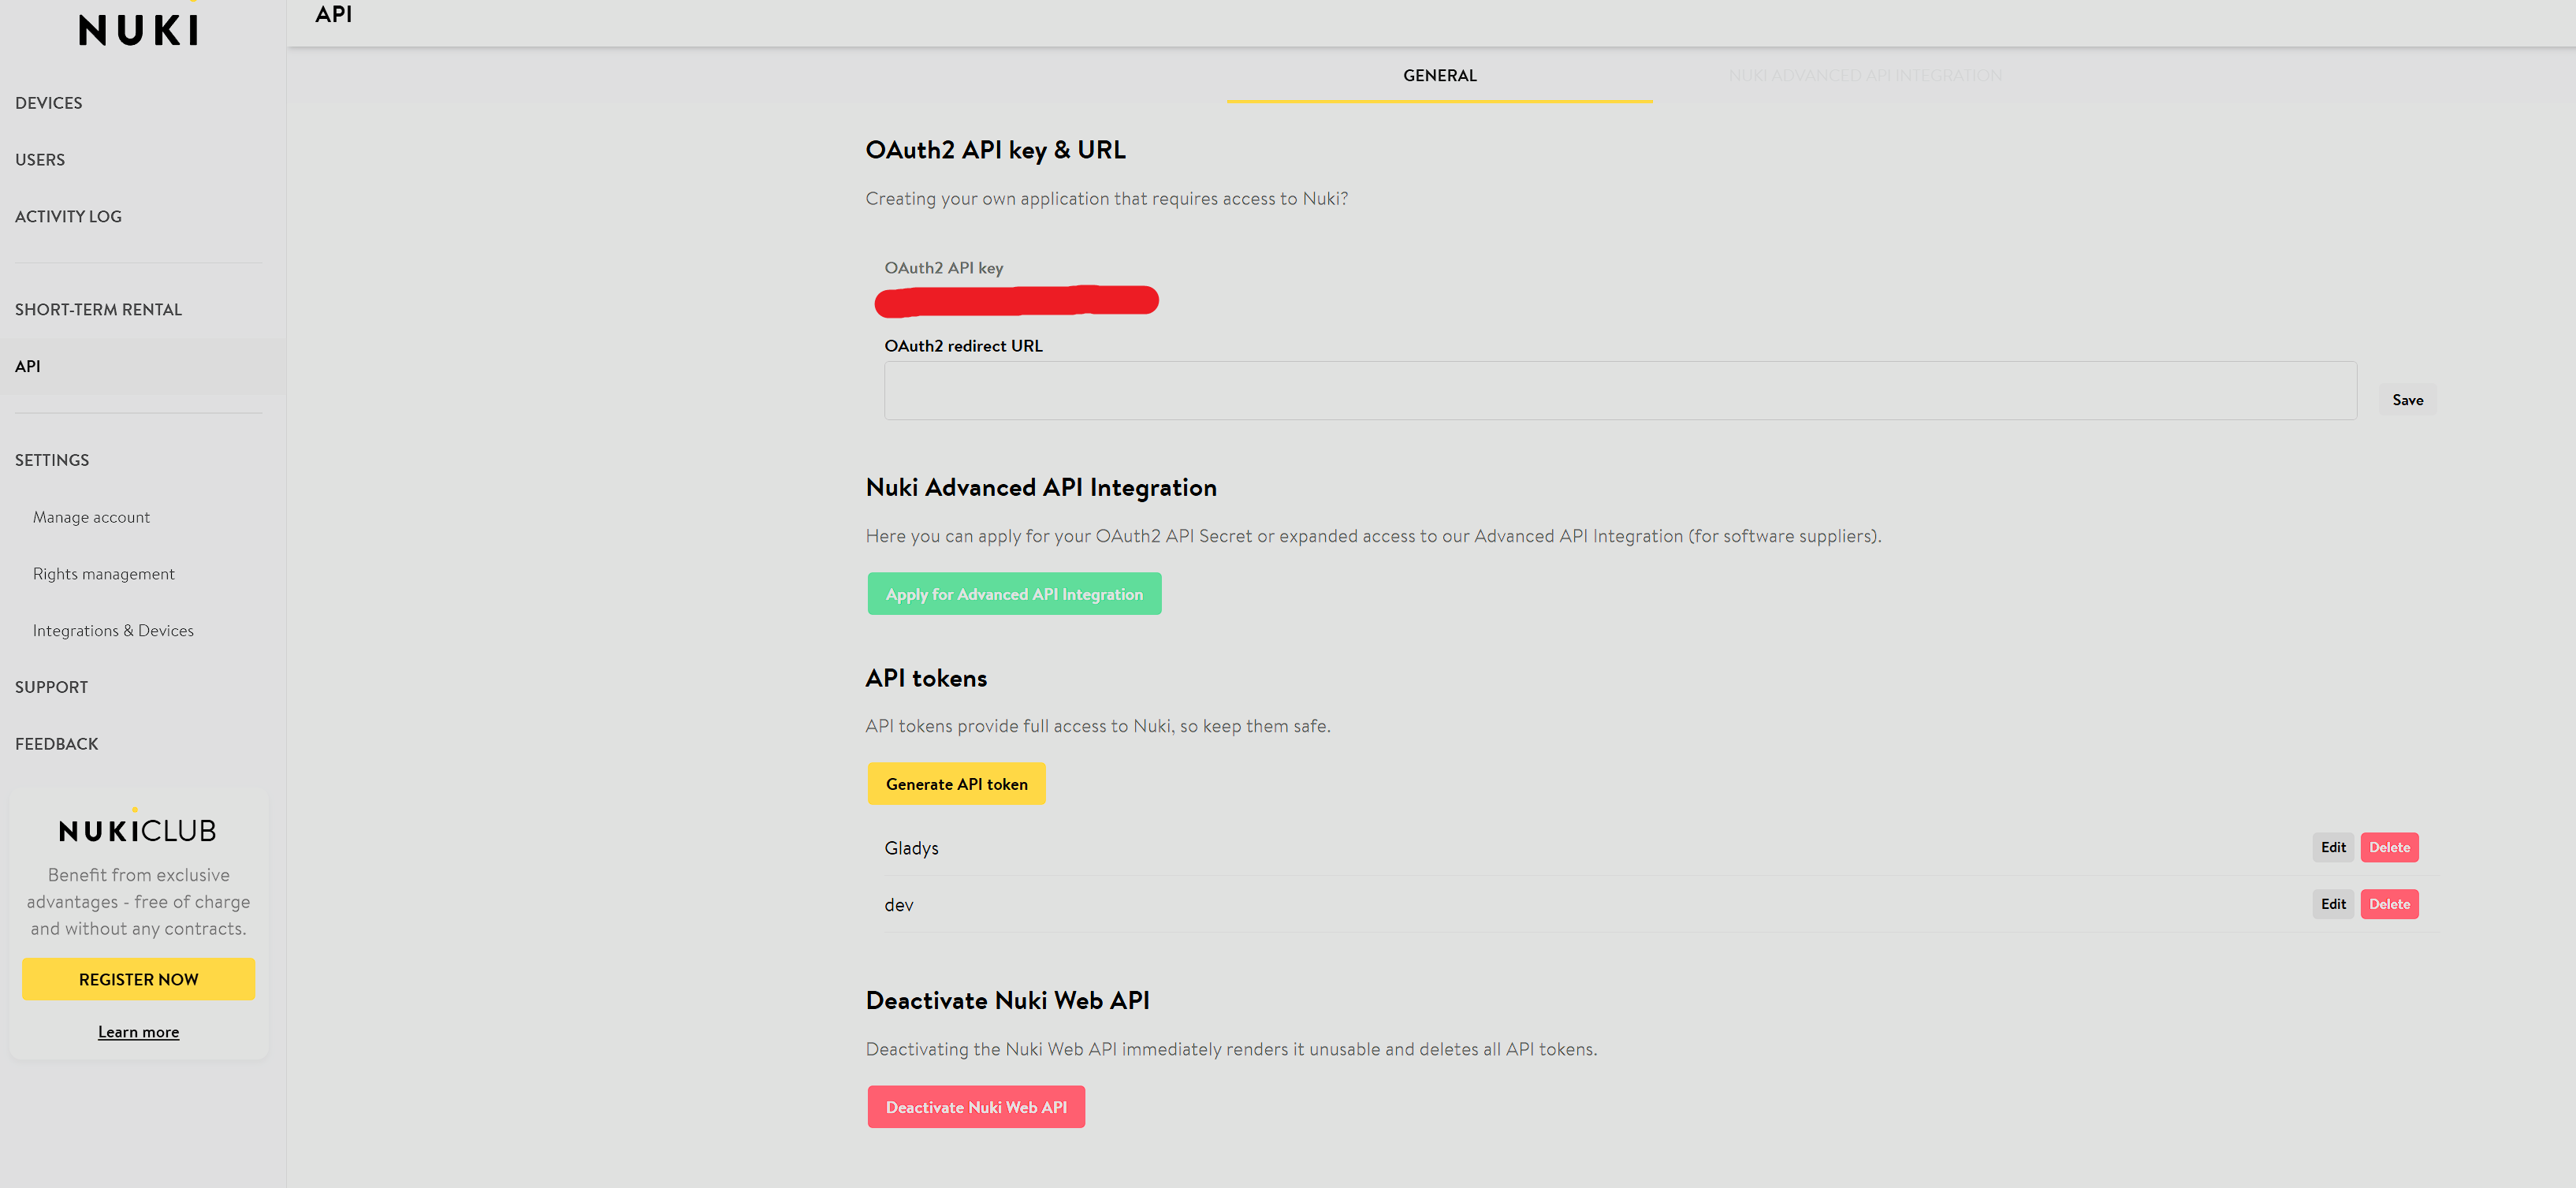 NUKI
API
DEVICES
USERS
ACTIVITY LOG
SHORT-TERM RENTAL
API
SETTINGS
Manage account
Rights management
Integrations & Devices
SUPPORT
FEEDBACK
NUKICLUB
Benefit from exclusive
advantages - free of charge
and without any contracts.
REGISTER NOW
Learn more
GENERAL
NUKI ADVANCED API INTEGRATION
OAuth2 API key & URL
Creating your own application that requires access to Nuki?
OAuth2 API key
OAuth2 redirect URL
Save
Nuki Advanced API Integration
Here you can apply for your OAuth2 API Secret or expanded access to our Advanced API Integration (for software suppliers).
Apply for Advanced API Integration
API tokens
API tokens provide full access to Nuki, so keep them safe.
Generate API token
Gladys
Edit
Delete
dev
Edit
Delete
Deactivate Nuki Web API
Deactivating the Nuki Web API immediately renders it unusable and deletes all API tokens.
Deactivate Nuki Web API